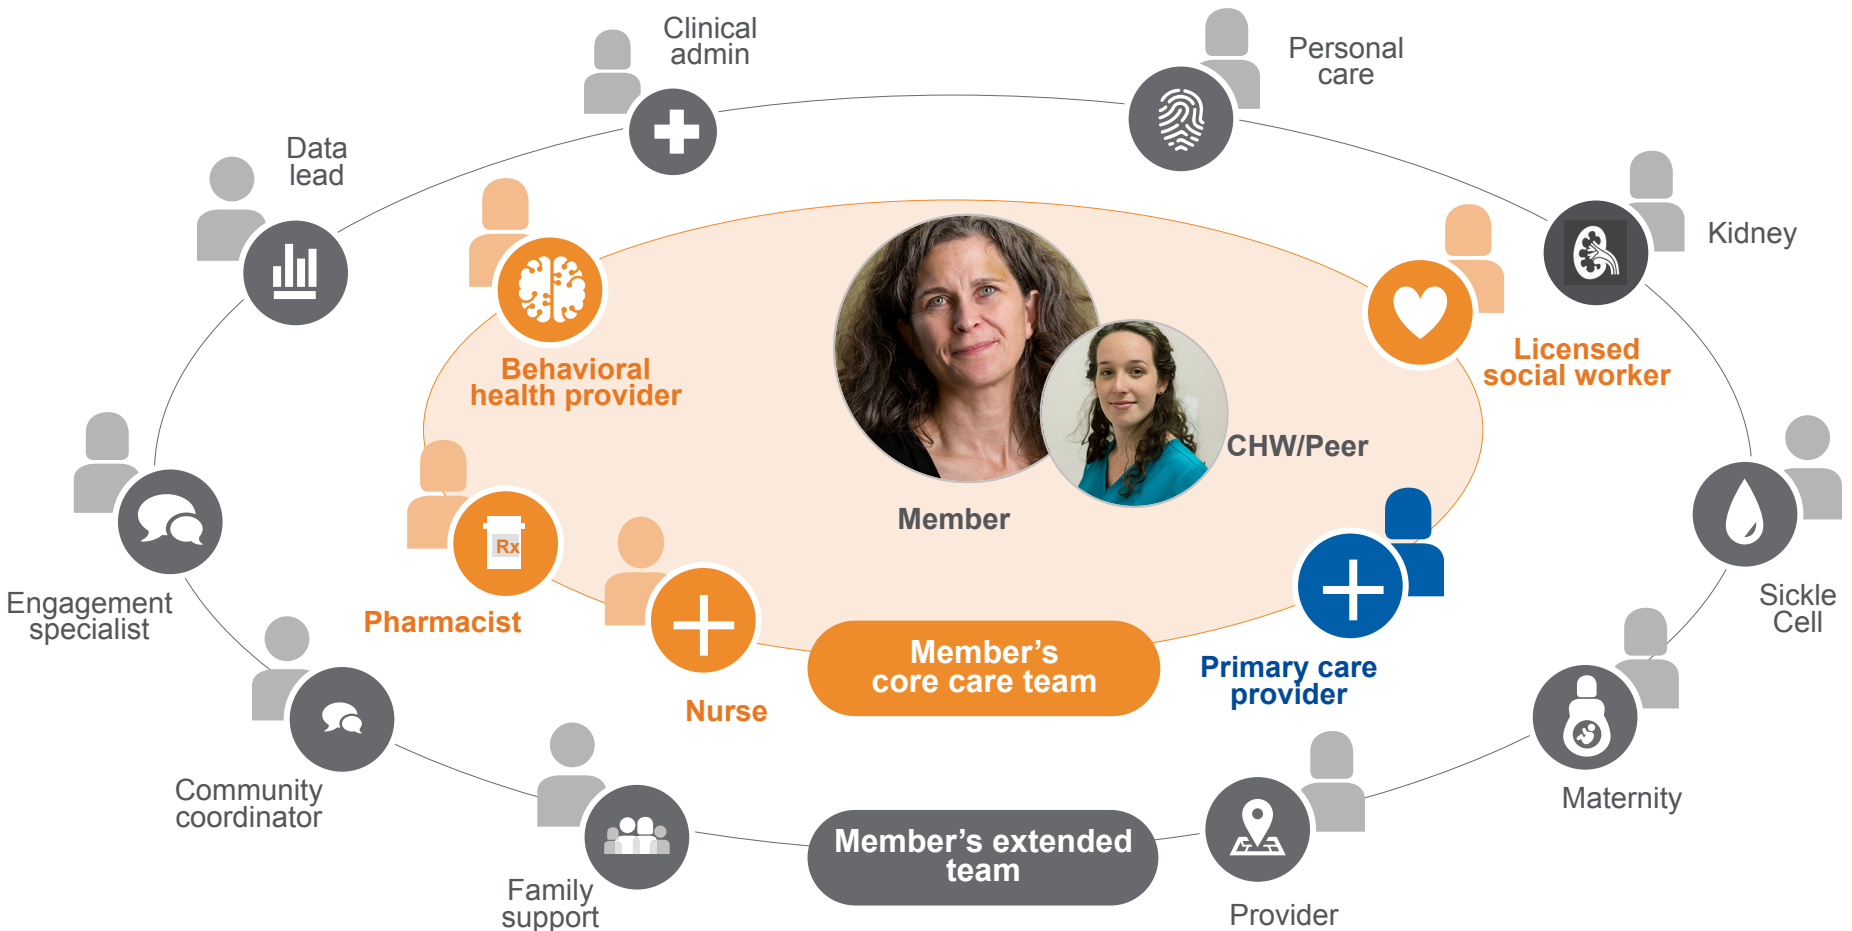 Clinical
admin
Personal
care
Data
lead
Kidney
Behavioral
health provider
Licensed
social worker
CHW/Peer
Member
Rx
Engagement
specialist
Pharmacist
Sickle
Cell
Nurse
Member's
core care team
Primary care
provider
Community
coordinator
Maternity
Family
support
Member's extended
team
Provider